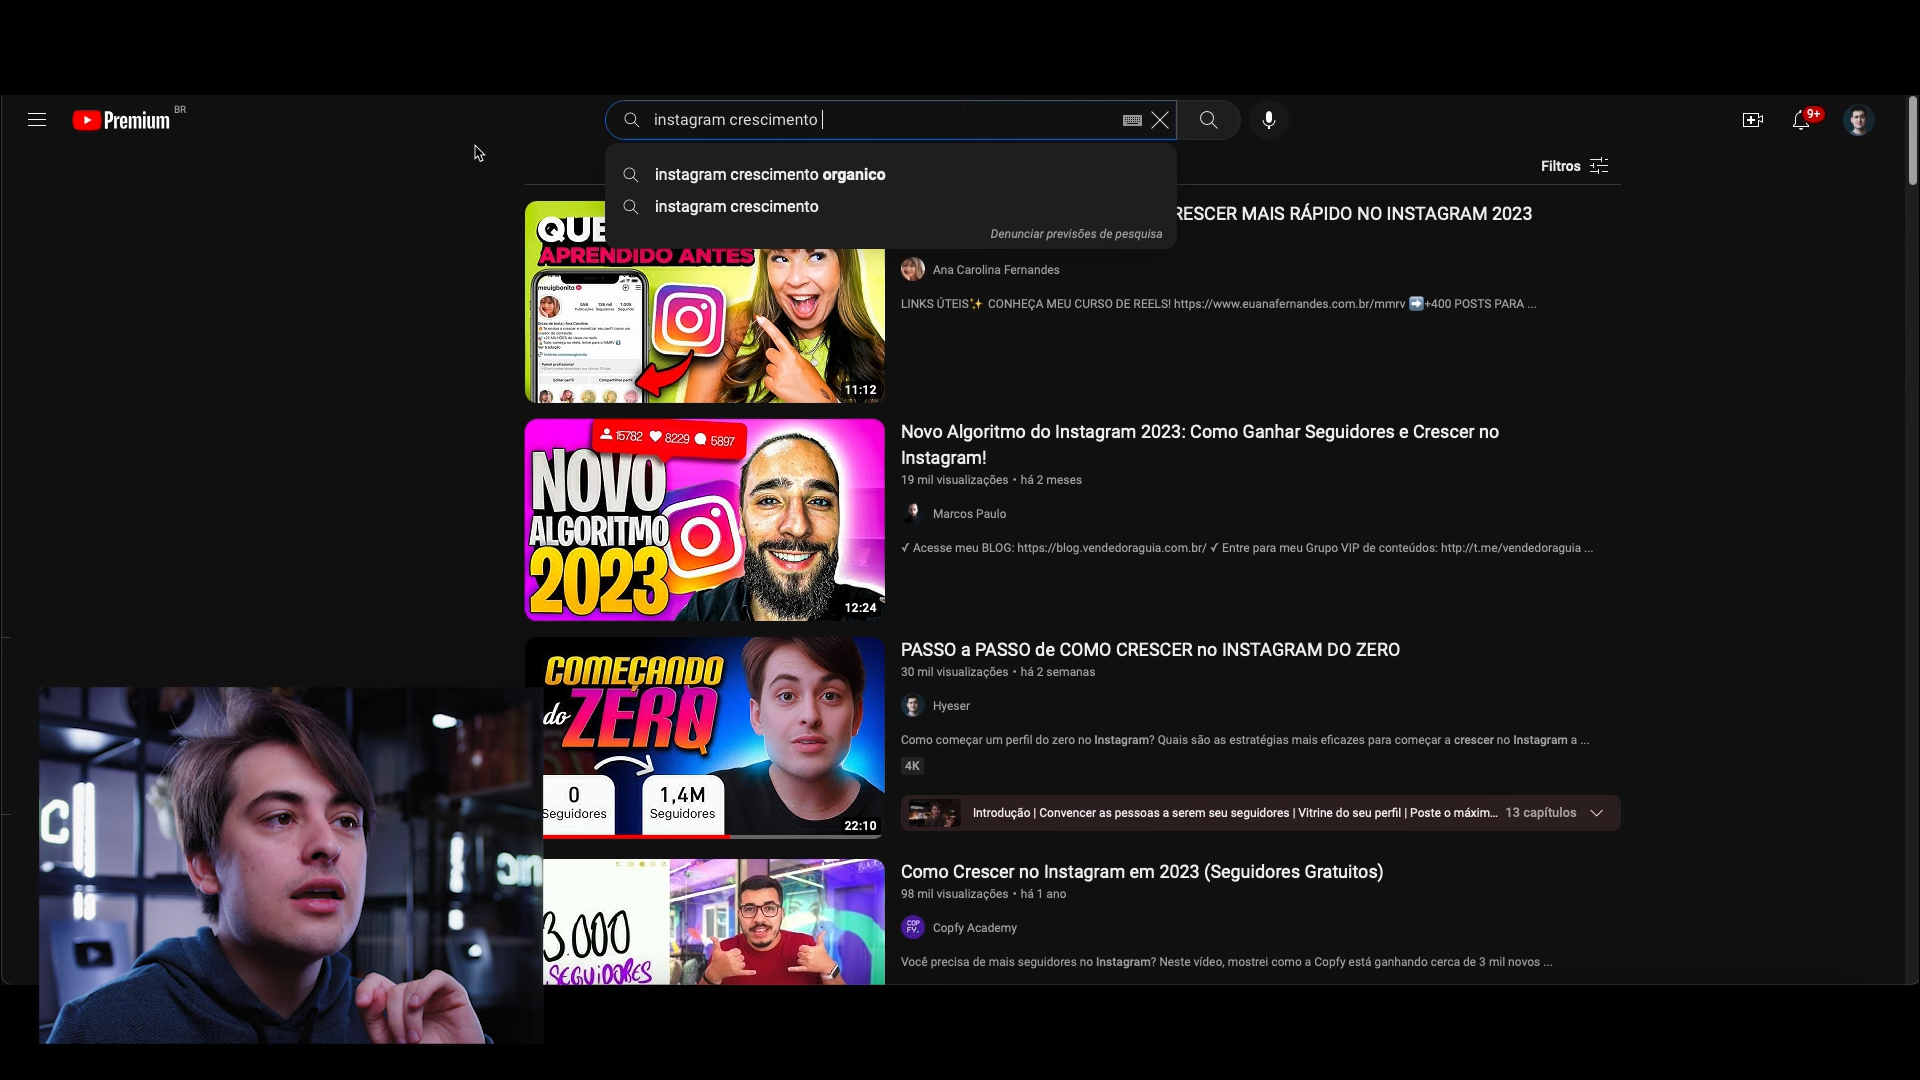 Premium BR
instagram crescimento
9+
instagram crescimento organico
instagram crescimento
Denunciar previsões de pesquisa
Filtros
QUE
APRENDIDO ANTES
meuigbonito
Editar perfil
11:12
RESCER MAIS RÁPIDO NO INSTAGRAM 2023
Ana Carolina Fernandes
LINKS ÚTEIS✨ CONHEÇA MEU CURSO DE REELS! https://www.euanafernandes.com.br/mmrv ➡️+400 POSTS PARA ...
15782 8229 5897
NOVO
ALGORITMO
2023
12:24
Novo Algoritmo do Instagram 2023: Como Ganhar Seguidores e Crescer no
Instagram!
19 mil visualizações • há 2 meses
Marcos Paulo
✓ Acesse meu BLOG: https://blog.vendedoraguia.com.br/ ✓ Entre para meu Grupo VIP de conteúdos: http://t.me/vendedoraguia ...
COMEÇANDO
do ZERO
0
Seguidores
1,4M
Seguidores
22:10
PASSO a PASSO de COMO CRESCER no INSTAGRAM DO ZERO
30 mil visualizações • há 2 semanas
Hyeser
Como começar um perfil do zero no Instagram? Quais são as estratégias mais eficazes para começar a crescer no Instagram a ...
4K
Introdução | Convencer as pessoas a serem seu seguidores | Vitrine do seu perfil | Poste o máxim... 13 capítulos
3.000
SEGUIDORES
Como Crescer no Instagram em 2023 (Seguidores Gratuitos)
98 mil visualizações • há 1 ano
COP
FY.
Copfy Academy
Você precisa de mais seguidores no Instagram? Neste vídeo, mostrei como a Copfy está ganhando cerca de 3 mil novos ...